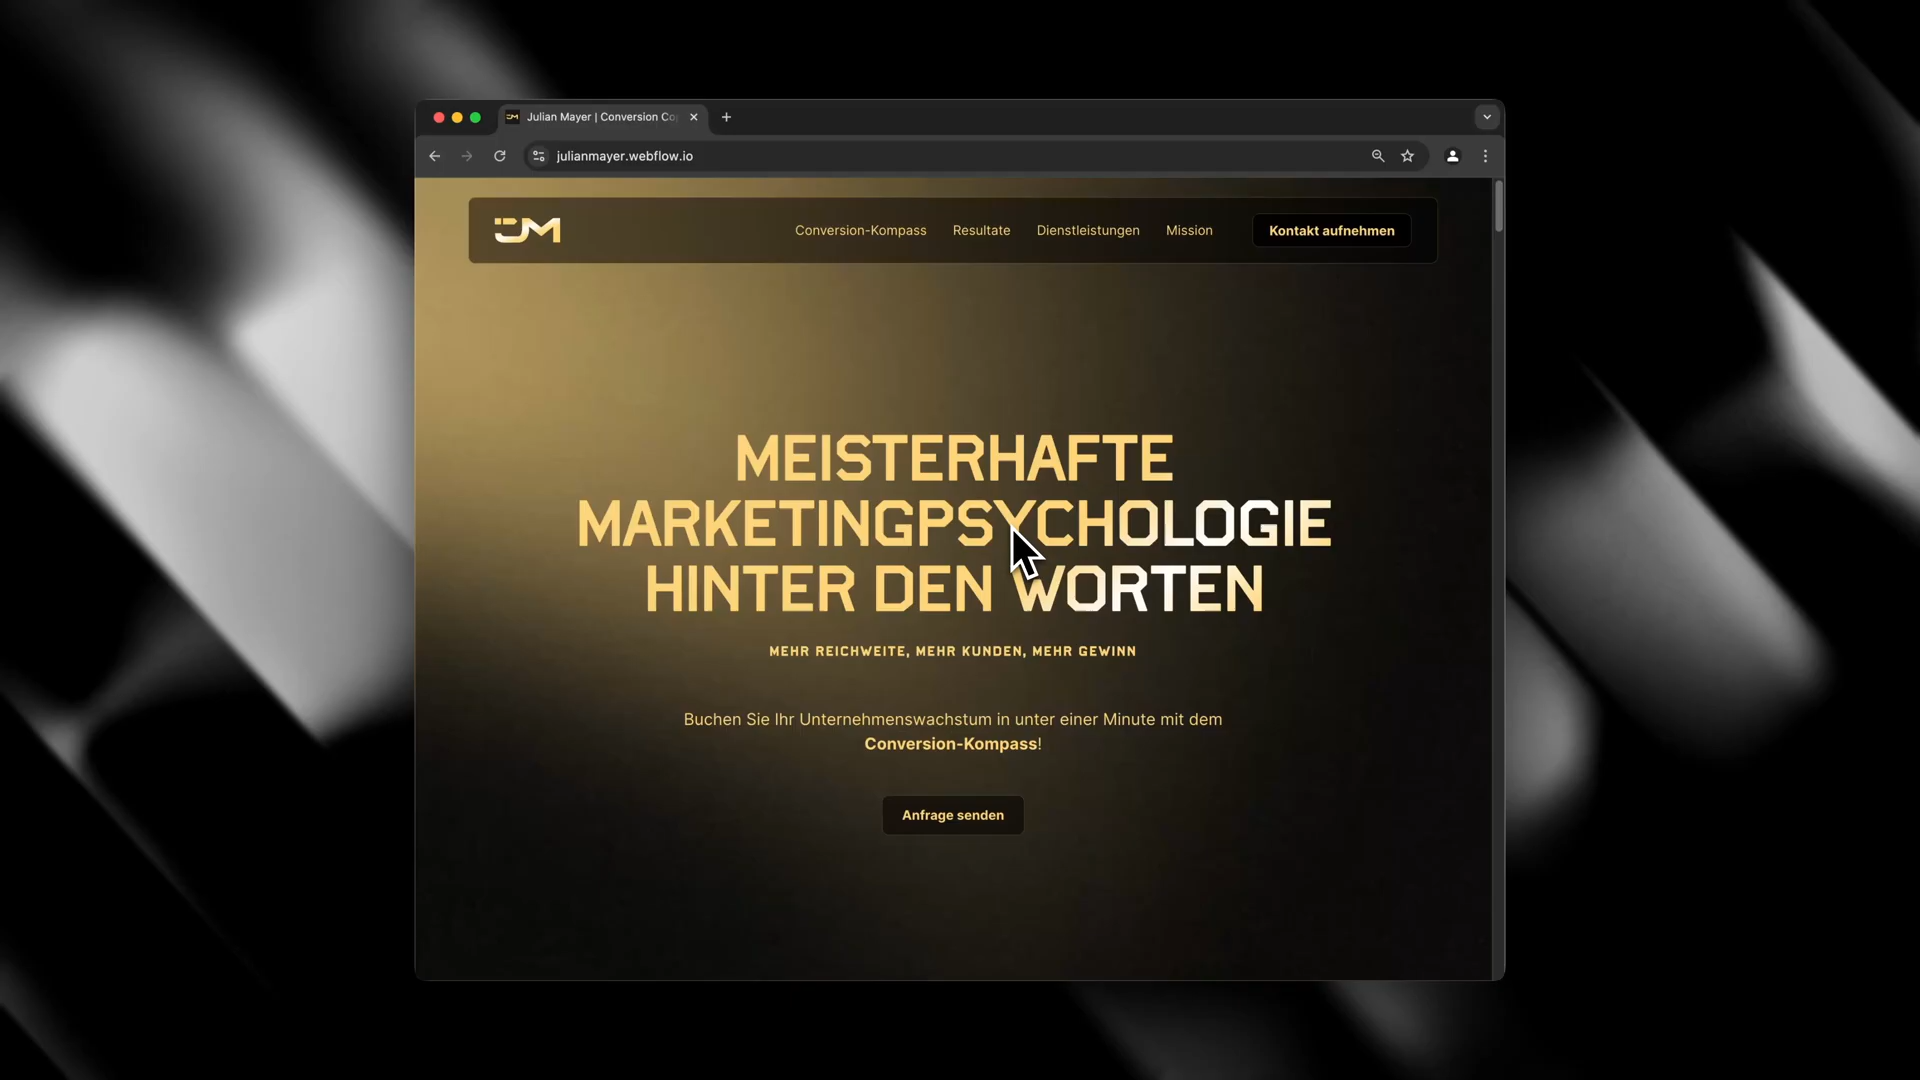 Julian Mayer | Conversion Co
julianmayer.webflow.io
JM
Conversion-Kompass
Resultate
Dienstleistungen
Mission
Kontakt aufnehmen
MEISTERHAFTE
MARKETINGPSYCHOLOGIE
HINTER DEN WORTEN
MEHR REICHWEITE, MEHR KUNDEN, MEHR GEWINN
Buchen Sie Ihr Unternehmenswachstum in unter einer Minute mit dem
Conversion-Kompass!
Anfrage senden